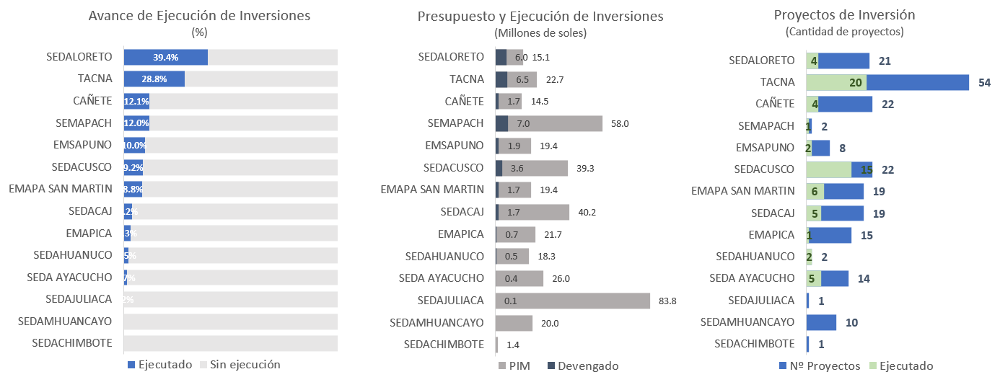 Avance de Ejecución de Inversiones
(%)
SEDALORETO 39.4%
TACNA 28.8%
CAÑETE 12.1%
SEMAPACH 12.0%
EMSAPUNO 10.0%
SEDACUSCO 9.2%
EMAPA SAN MARTIN 8.8%
SEDACAJ
EMAPICA
SEDAHUANUCO
SEDA AYACUCHO
SEDAJULIACA
SEDAMHUANCAYO
SEDACHIMBOTE
Ejecutado Sin ejecución
Presupuesto y Ejecución de Inversiones
(Millones de soles)
SEDALORETO 6.0 15.1
TACNA 6.5 22.7
CAÑETE 1.7 14.5
SEMAPACH 7.0 58.0
EMSAPUNO 1.9 19.4
SEDACUSCO 3.6 39.3
EMAPA SAN MARTIN 1.7 19.4
SEDACAJ 1.7 40.2
EMAPICA 0.7 21.7
SEDAHUANUCO 0.5 18.3
SEDA AYACUCHO 0.4 26.0
SEDAJULIACA 0.1 83.8
SEDAMHUANCAYO 20.0
SEDACHIMBOTE 1.4
PIM Devengado
Proyectos de Inversión
(Cantidad de proyectos)
SEDALORETO 4 21
TACNA 20 54
CAÑETE 4 22
SEMAPACH 1 2
EMSAPUNO 2 8
SEDACUSCO 15 22
EMAPA SAN MARTIN 6 19
SEDACAJ 5 19
EMAPICA 1 15
SEDAHUANUCO 2 2
SEDA AYACUCHO 5 14
SEDAJULIACA 1
SEDAMHUANCAYO 10
SEDACHIMBOTE 1
Nº Proyectos Ejecutado